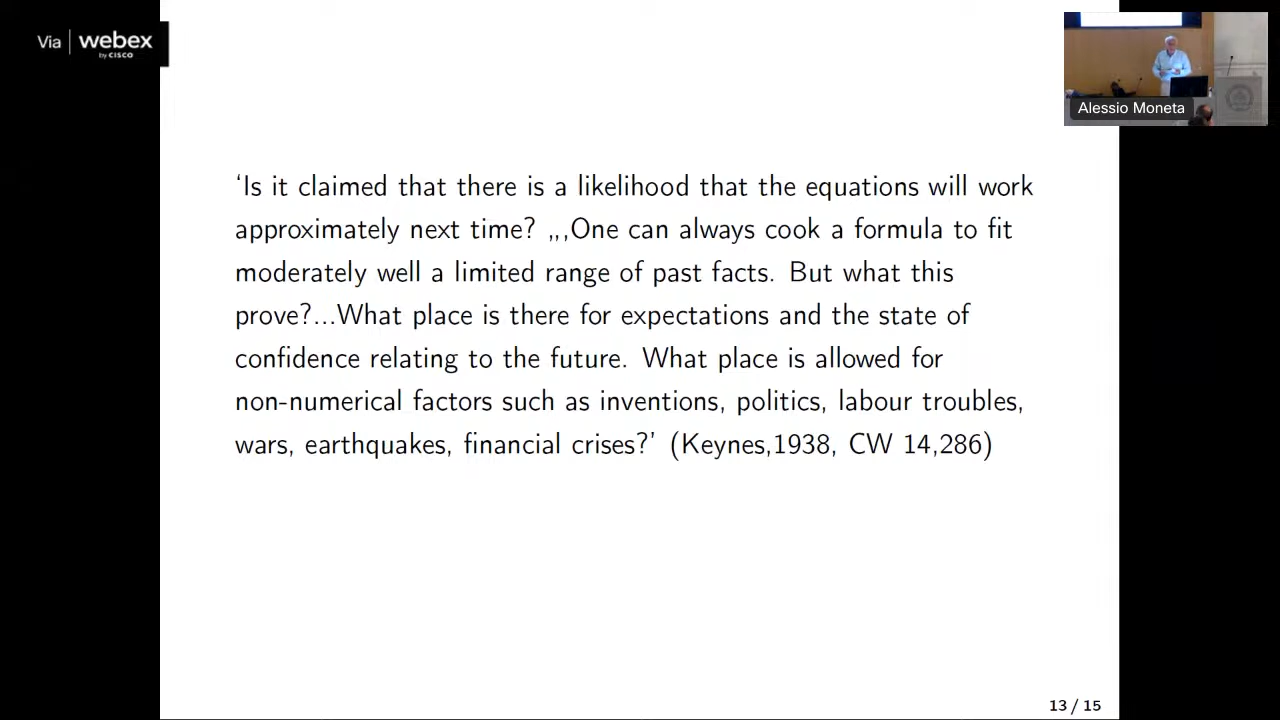 Via webex
by CISCO
Alessio Moneta
‘Is it claimed that there is a likelihood that the equations will work
approximately next time? „,One can always cook a formula to fit
moderately well a limited range of past facts. But what this
prove?...What place is there for expectations and the state of
confidence relating to the future. What place is allowed for
non-numerical factors such as inventions, politics, labour troubles,
wars, earthquakes, financial crises?’ (Keynes,1938, CW 14,286)
13 / 15